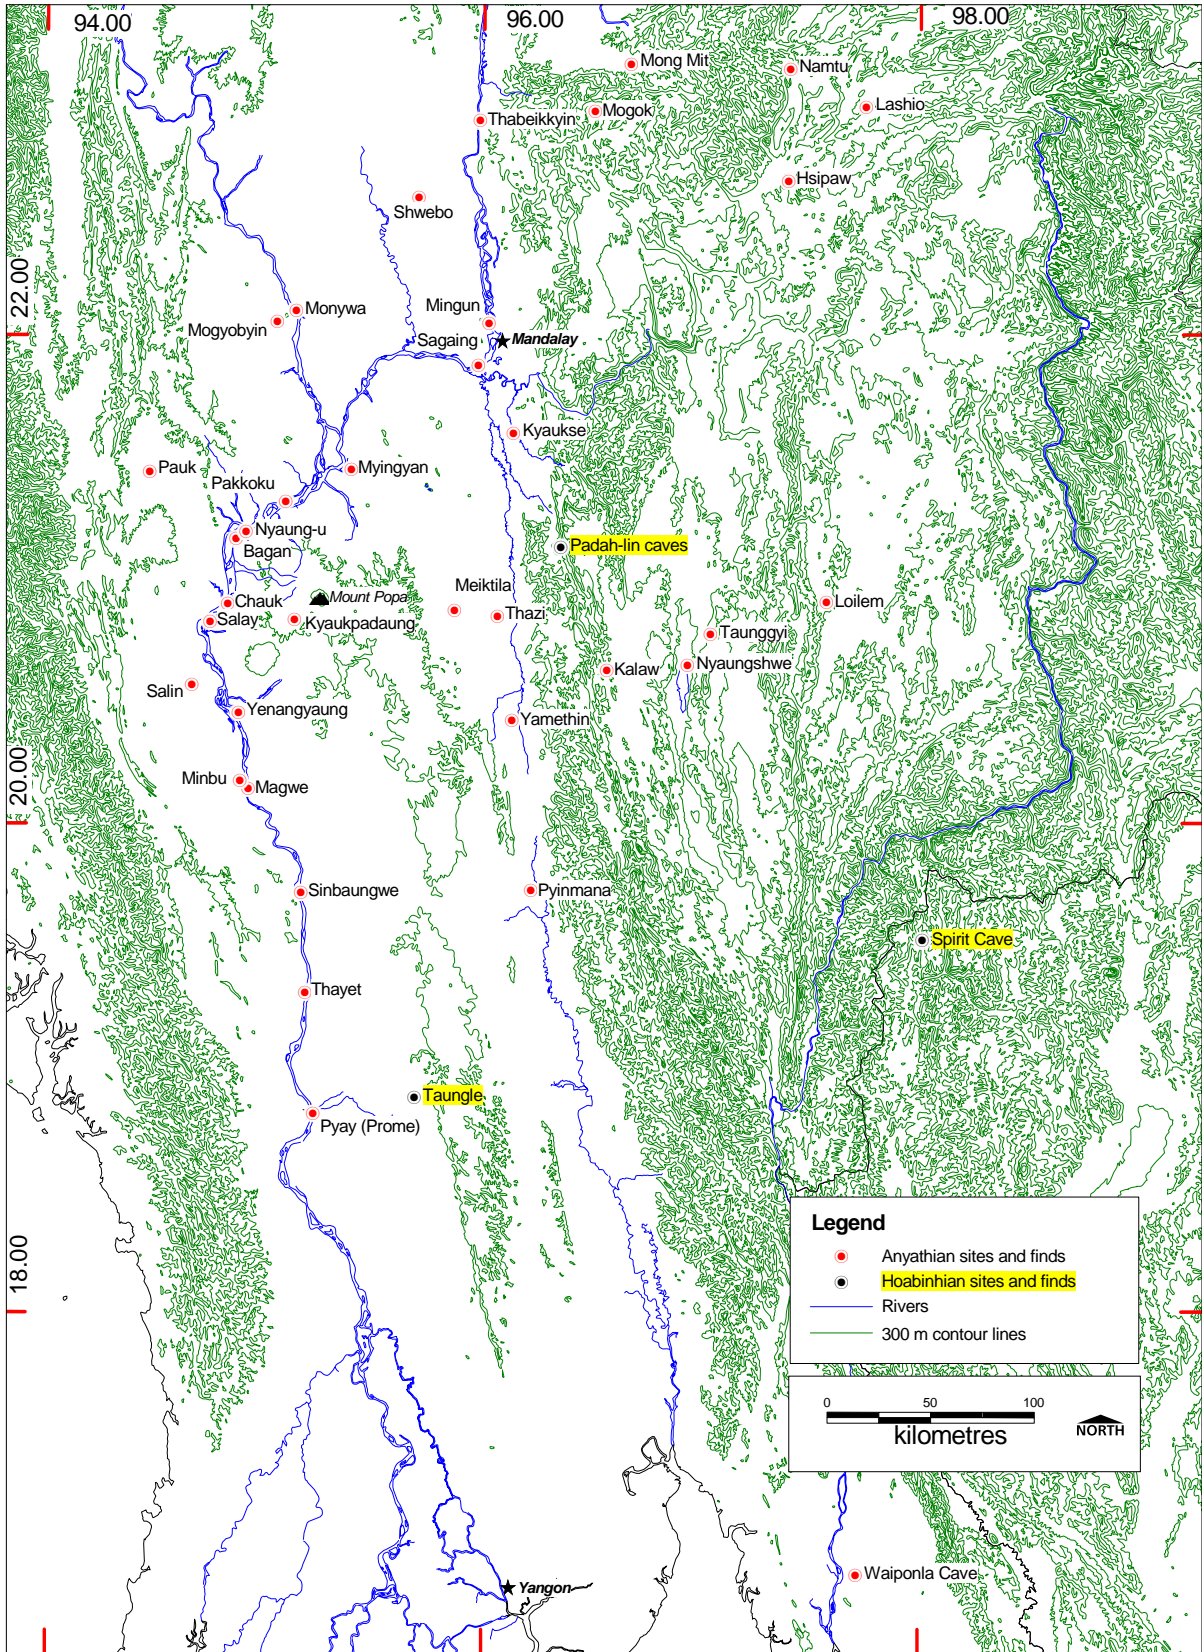 94.00
96.00
98.00
Mong Mit
Namtu
Mogok
Lashio
Thabeikkyin
Hsipaw
Shwebo
22.00
Monywa
Mingun
Mogyobyin
Mandalay
Sagaing
Kyaukse
Pauk
Myingyan
Pakkoku
Nyaung-u
Bagan
Padah-lin caves
Meiktila
Mount Popa
Chauk
Loilem
Salay
Kyaukpadaung
Thazi
Taunggyi
Nyaungshwe
Kalaw
Salin
Yenangyaung
Yamethin
Minbu
Magwe
20.00
Sinbaungwe
Pyinmana
Spirit Cave
Thayet
Taungle
Pyay (Prome)
18.00
Legend
Anyathian sites and finds
Hoabinhian sites and finds
Rivers
300 m contour lines
0 50 100
kilometres
NORTH
Waiponla Cave
Yangon